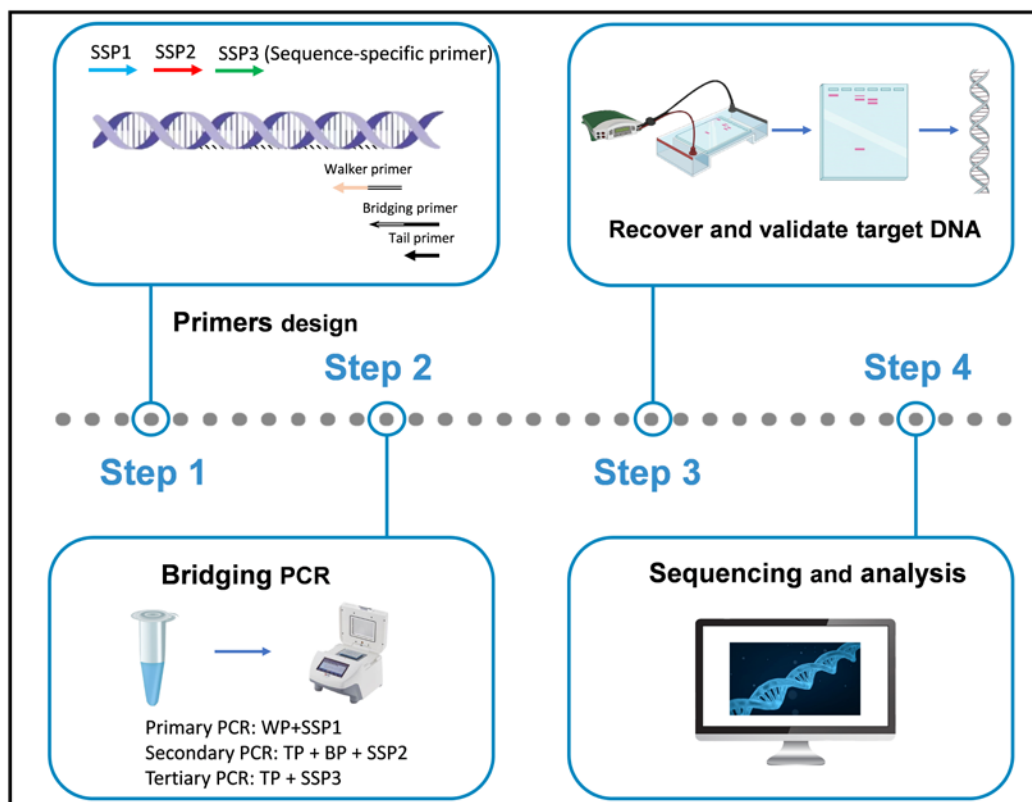 SSP1 SSP2 SSP3 (Sequence-specific primer)
Walker primer
Bridging primer
Tail primer
Primers design
Step 1
Step 2
Bridging PCR
Primary PCR: WP+SSP1
Secondary PCR: TP + BP + SSP2
Tertiary PCR: TP + SSP3
Recover and validate target DNA
Step 3
Step 4
Sequencing and analysis